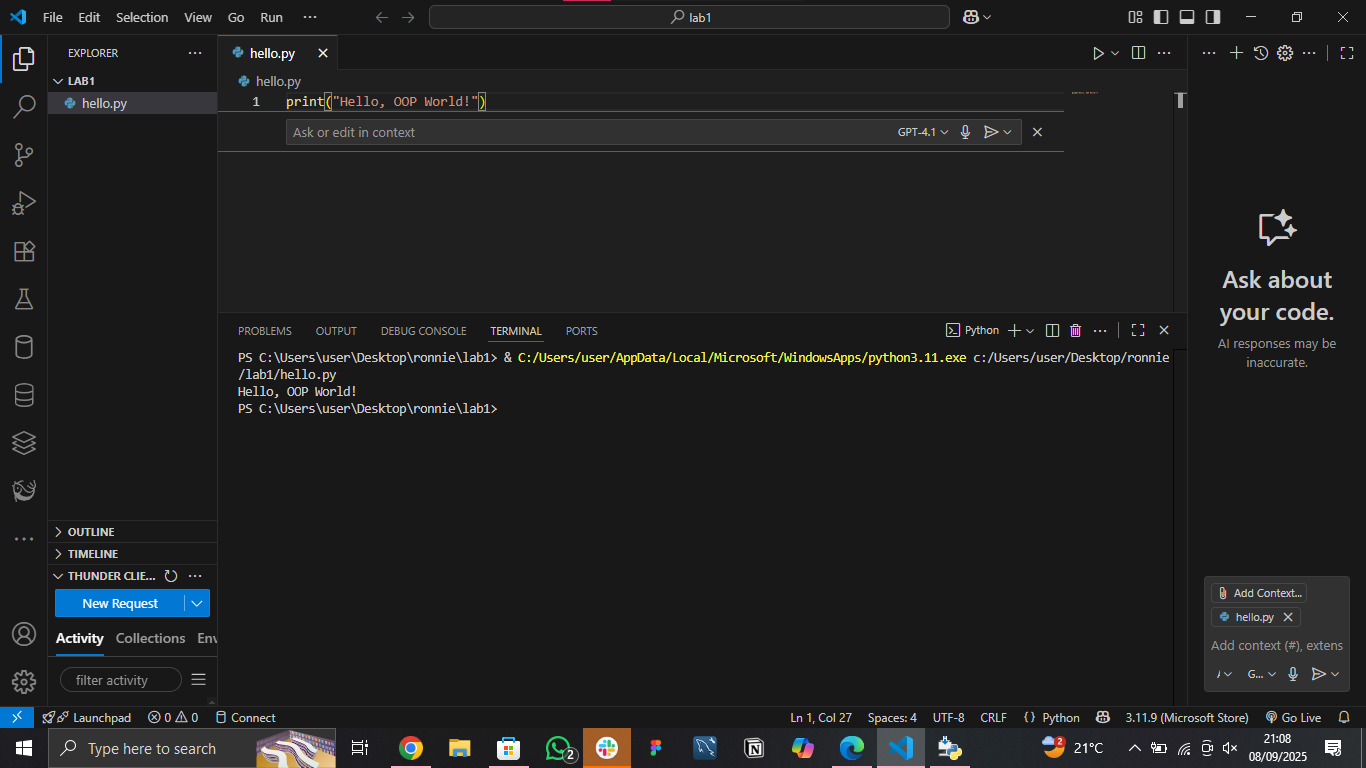 File Edit Selection View Go Run ···
lab1
EXPLORER ···
LAB1
hello.py
OUTLINE
TIMELINE
THUNDER CLIE... ···
New Request
Activity Collections Env
filter activity
hello.py
hello.py
1 print("Hello, OOP World!")
Ask or edit in context GPT-4.1
PROBLEMS OUTPUT DEBUG CONSOLE TERMINAL PORTS Python ···
PS C:\Users\user\Desktop\ronnie\lab1> & C:/Users/user/AppData/Local/Microsoft/WindowsApps/python3.11.exe c:/Users/user/Desktop/ronnie
/lab1/hello.py
Hello, OOP World!
PS C:\Users\user\Desktop\ronnie\lab1>
Ask about
your code.
AI responses may be
inaccurate.
Add Context...
hello.py
Add context (#), extens
G...
Launchpad 0 0 Connect Ln 1, Col 27 Spaces: 4 UTF-8 CRLF {} Python 3.11.9 (Microsoft Store) Go Live
Type here to search 2 2 21°C 21:08
08/09/2025